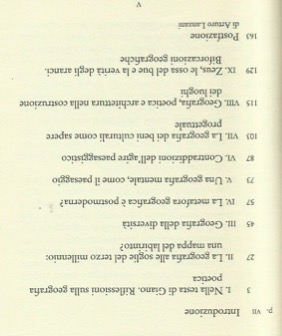 p. VII Introduzione
3 I. Nella testa di Giano. Riflessioni sulla geografia
poetica
27 II. La geografia alle soglie del terzo millennio:
una mappa del labirinto?
45 III. Geografia della diversità
57 IV. La metafora geografica è postmoderna?
73 V. Una geografia mentale, come il paesaggio
87 VI. Contraddizioni dell'agire paesaggistico
103 VII. La geografia dei beni culturali come sapere
progettuale
115 VIII. Geografia, poetica e architettura nella costruzione
dei luoghi
129 IX. Zeus, le ossa del bue e la verità degli aranci.
Biforcazioni geografiche
163 Postfazione
di Arturo Lanzani
V